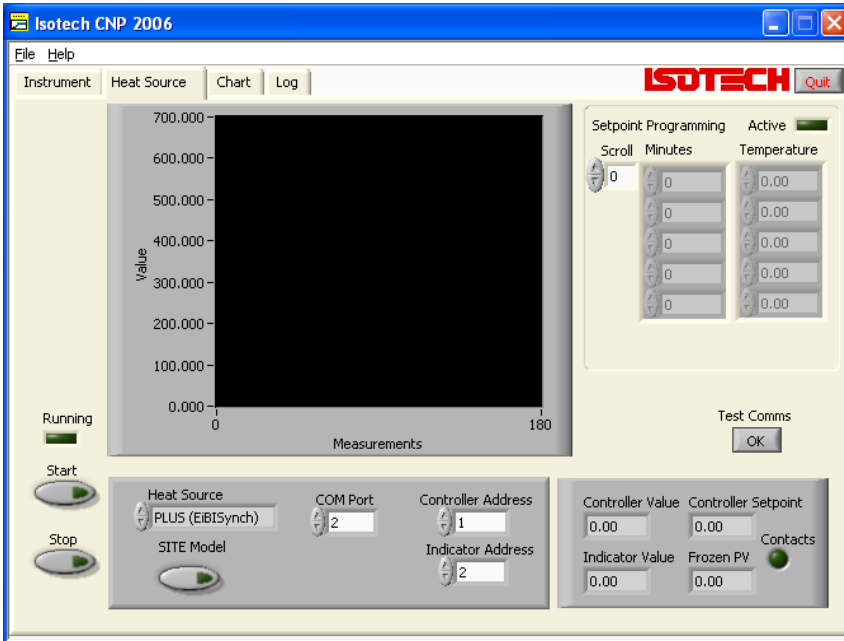 Isotech CNP 2006
File Help
Instrument Heat Source Chart Log ISOTECH Quit
700.000
600.000
500.000
400.000
300.000
200.000
100.000
0.000
Value
0 180
Measurements
Setpoint Programming Active
Scroll Minutes Temperature
0 0 0.00
0 0.00
0 0.00
0 0.00
0 0.00
Running
Test Comms
OK
Start
Stop
Heat Source COM Port Controller Address
PLUS (EiBISynch) 2 1
SITE Model Indicator Address
2
Controller Value Controller Setpoint
0.00 0.00
Contacts
Indicator Value Frozen PV
0.00 0.00